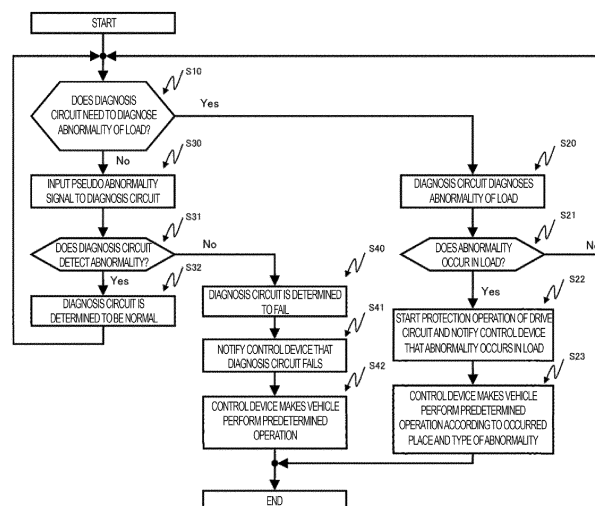 START
S10
DOES DIAGNOSIS
CIRCUIT NEED TO DIAGNOSE
ABNORMALITY OF LOAD?
Yes
No
S30
INPUT PSEUDO ABNORMALITY
SIGNAL TO DIAGNOSIS CIRCUIT
S31
DOES DIAGNOSIS CIRCUIT
DETECT ABNORMALITY?
No
Yes
S32
DIAGNOSIS CIRCUIT IS
DETERMINED TO BE NORMAL
S40
DIAGNOSIS CIRCUIT IS DETERMINED
TO FAIL
S41
NOTIFY CONTROL DEVICE THAT
DIAGNOSIS CIRCUIT FAILS
S42
CONTROL DEVICE MAKES VEHICLE
PERFORM PREDETERMINED
OPERATION
S20
DIAGNOSIS CIRCUIT DIAGNOSES
ABNORMALITY OF LOAD
S21
DOES ABNORMALITY
OCCUR IN LOAD?
No
Yes
S22
START PROTECTION OPERATION OF DRIVE
CIRCUIT AND NOTIFY CONTROL DEVICE
THAT ABNORMALITY OCCURS IN LOAD
S23
CONTROL DEVICE MAKES VEHICLE
PERFORM PREDETERMINED
OPERATION ACCORDING TO OCCURRED
PLACE AND TYPE OF ABNORMALITY
END